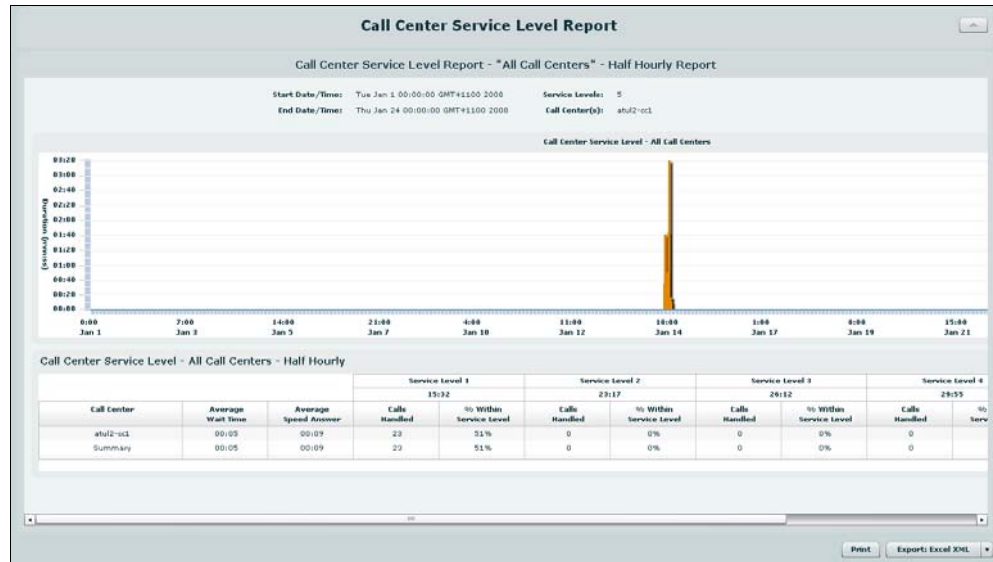 Call Center Service Level Report
Call Center Service Level Report - "All Call Centers" - Half Hourly Report
Start Date/Time: Tue Jan 1 00:00:00 GMT+1100 2008 Service Levels: 5
End Date/Time: Thu Jan 24 00:00:00 GMT+1100 2008 Call Center(s): atul2-cc1
Call Center Service Level - All Call Centers
Duration (mm:ss)
03:20
03:00
02:40
02:20
02:00
01:40
01:20
01:00
00:40
00:20
00:00
0:00 7:00 14:00 21:00 4:00 11:00 18:00 1:00 8:00 15:00
Jan 1 Jan 3 Jan 5 Jan 7 Jan 10 Jan 12 Jan 14 Jan 17 Jan 19 Jan 21
Call Center Service Level - All Call Centers - Half Hourly
Service Level 1 Service Level 2 Service Level 3 Service Level 4
15:32 23:17 26:12 29:55
Call Center Average Wait Time Average Speed Answer Calls Handled % Within Service Level Calls Handled % Within Service Level Calls Handled % Within Service Level Calls Handled %
atul2-cc1 00:05 00:09 23 51% 0 0% 0 0% 0
Summary 00:05 00:09 23 51% 0 0% 0 0% 0
Print Export: Excel XML